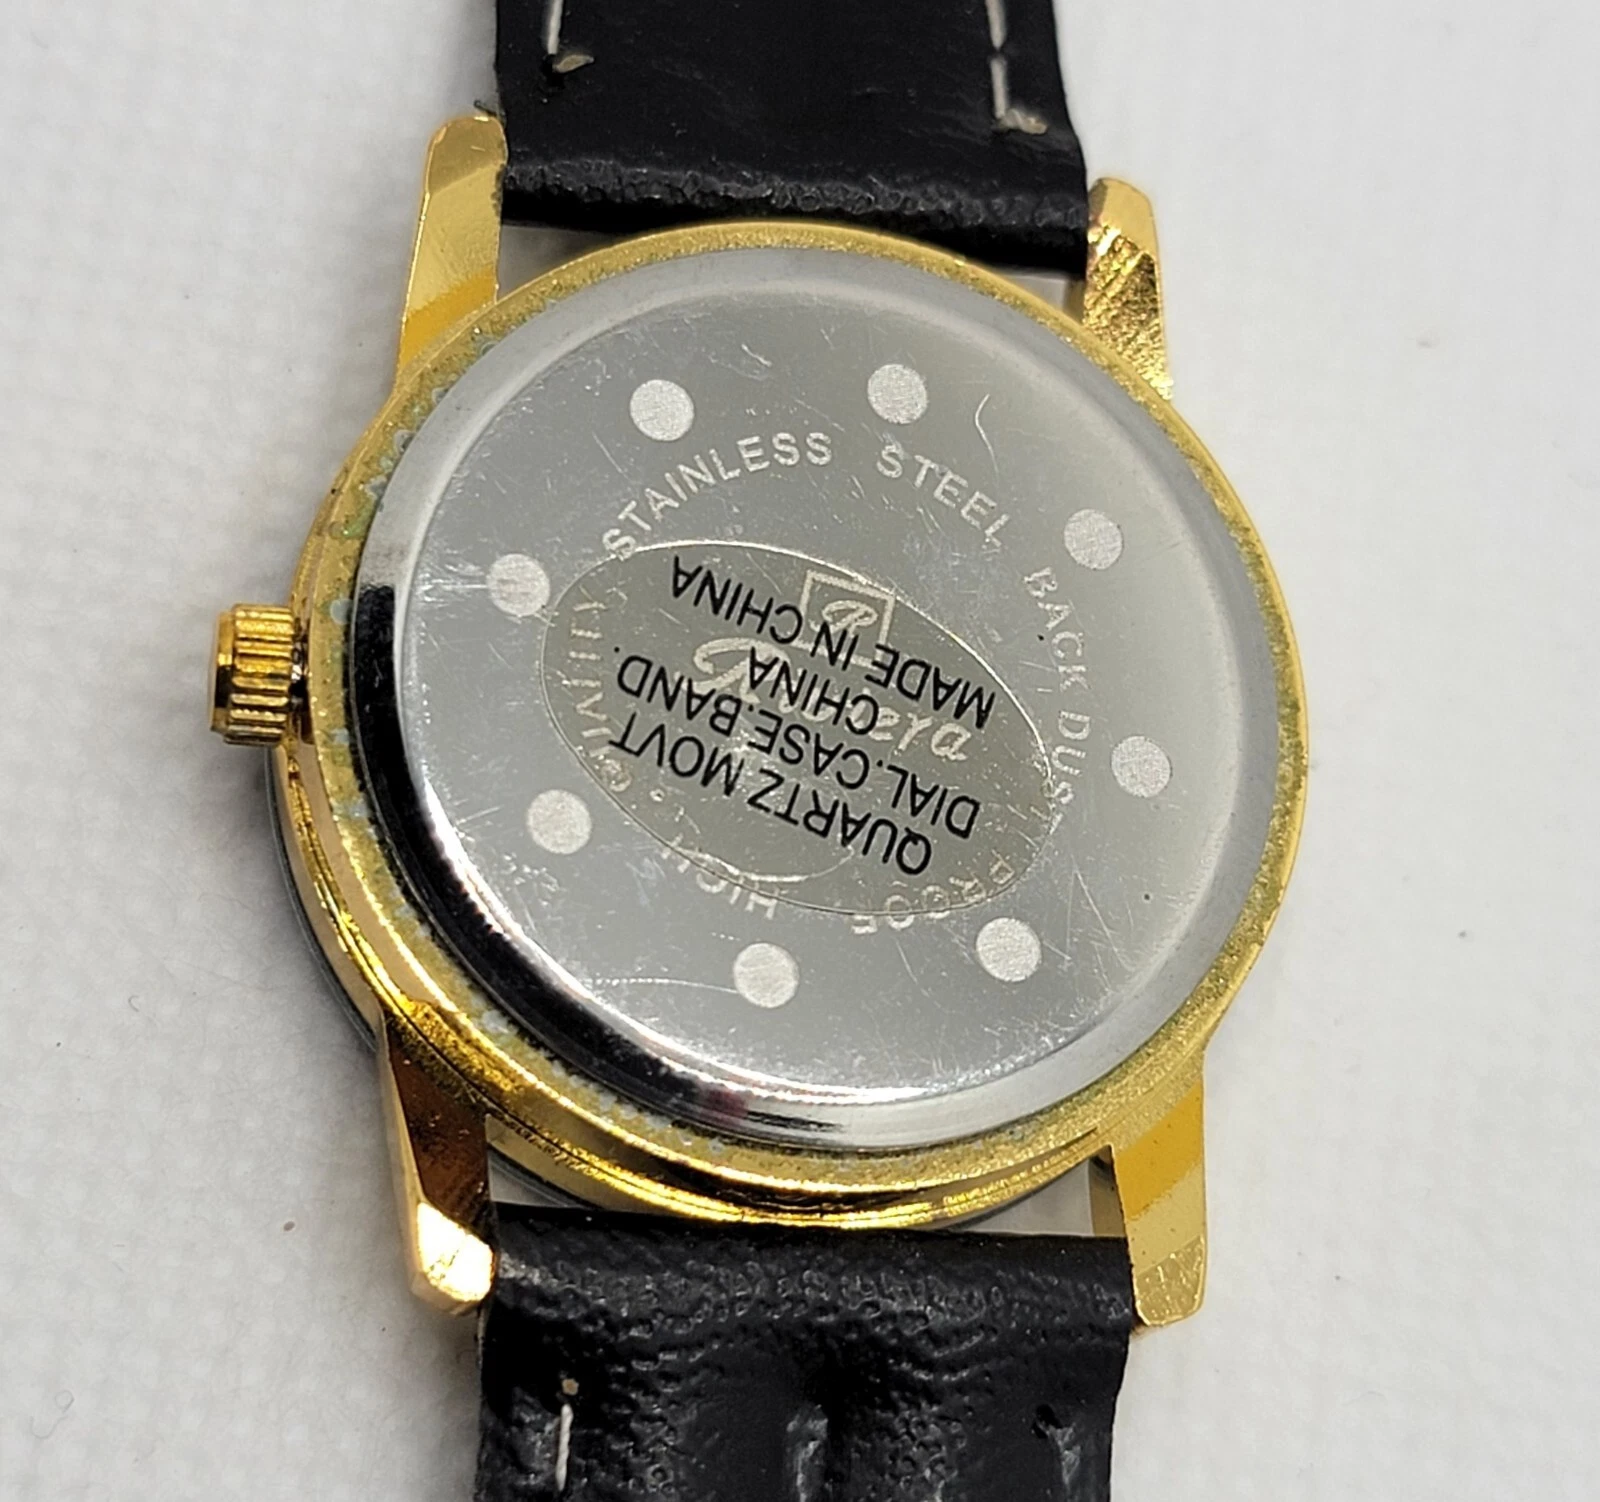 STAINLESS STEEL BACK DUST PROOF HIGH QUALITY
QUARTZ MOVT
DIAL.CASE.BAND.
CHINA
MADE IN CHINA